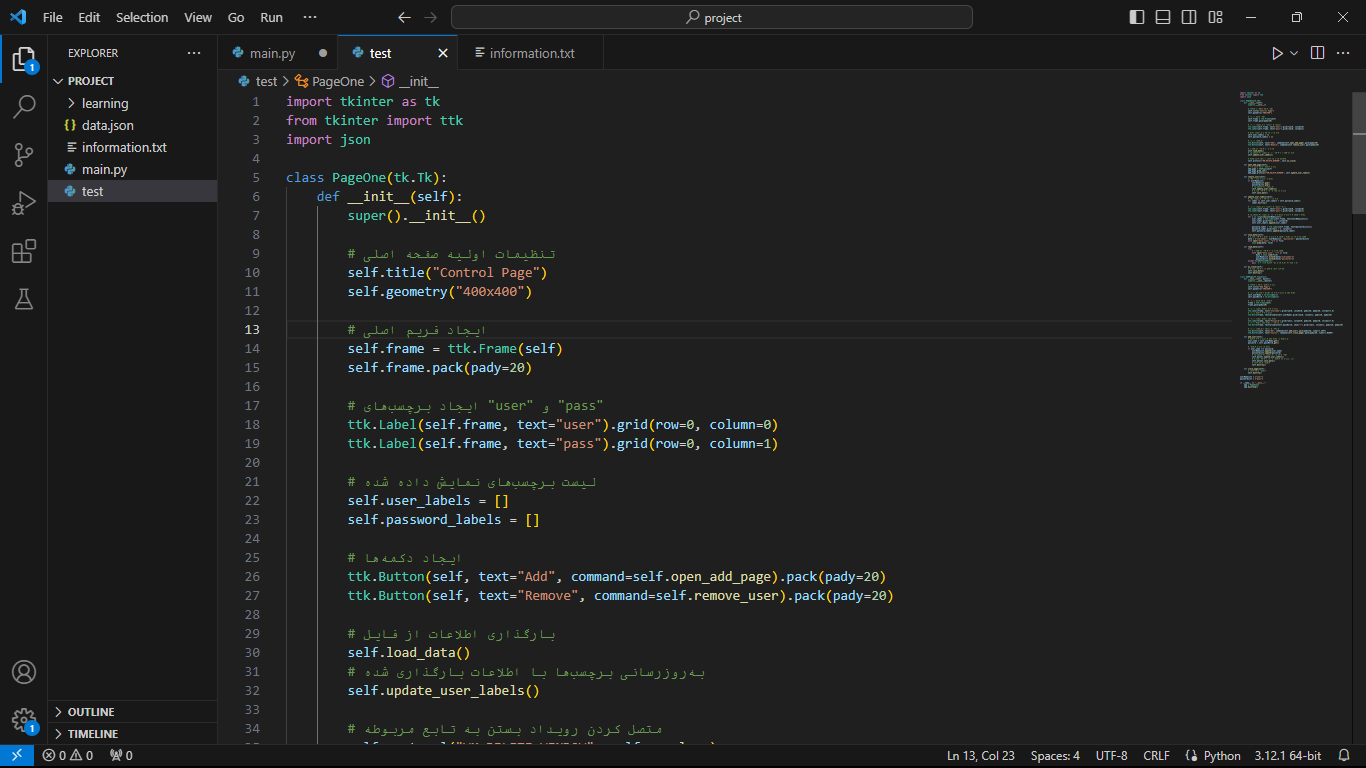 File Edit Selection View Go Run ···
project
EXPLORER ···
PROJECT
learning
data.json
information.txt
main.py
test
OUTLINE
TIMELINE
1
1
main.py
test
information.txt
test > PageOne > __init__
1 import tkinter as tk
2 from tkinter import ttk
3 import json
4
5 class PageOne(tk.Tk):
6 def __init__(self):
7 super().__init__()
8
9 # تنظیمات اولیه صفحه اصلی
10 self.title("Control Page")
11 self.geometry("400x400")
12
13 # ایجاد فریم اصلی
14 self.frame = ttk.Frame(self)
15 self.frame.pack(pady=20)
16
17 # ایجاد برچسب‌های "user" و "pass"
18 ttk.Label(self.frame, text="user").grid(row=0, column=0)
19 ttk.Label(self.frame, text="pass").grid(row=0, column=1)
20
21 # لیست برچسب‌های نمایش داده شده
22 self.user_labels = []
23 self.password_labels = []
24
25 # ایجاد دکمه‌ها
26 ttk.Button(self, text="Add", command=self.open_add_page).pack(pady=20)
27 ttk.Button(self, text="Remove", command=self.remove_user).pack(pady=20)
28
29 # بارگذاری اطلاعات از فایل
30 self.load_data()
31 # به‌روزرسانی برچسب‌ها با اطلاعات بارگذاری شده
32 self.update_user_labels()
33
34 # متصل کردن رویداد بستن به تابع مربوطه
0 0 0
Ln 13, Col 23 Spaces: 4 UTF-8 CRLF Python 3.12.1 64-bit